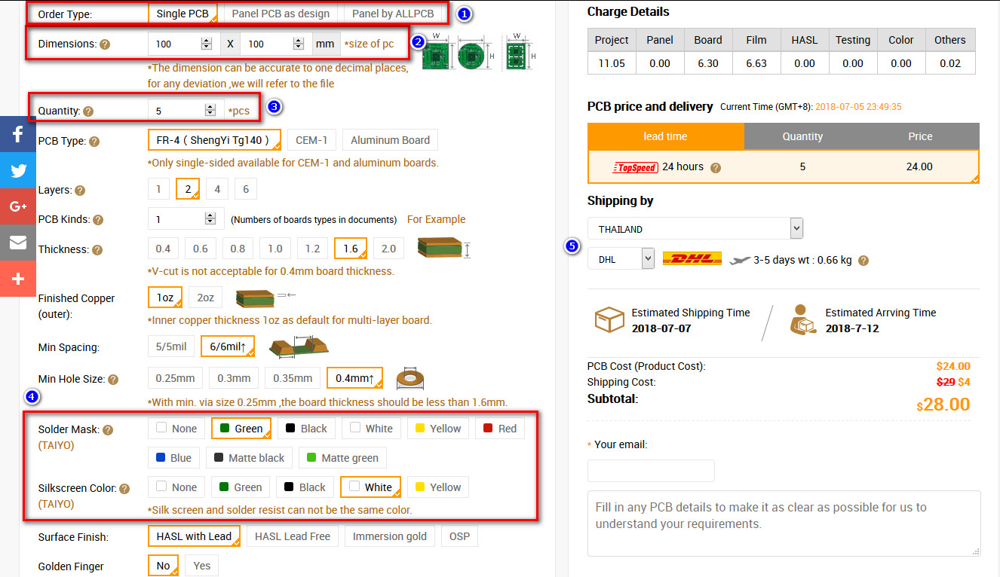 Order Type: Single PCB Panel PCB as design Panel by ALLPCB 1
Dimensions: ? 100 X 100 mm *size of pc 2 W H W H
*The dimension can be accurate to one decimal places,
for any deviation ,we will refer to the file
Quantity: ? 5 *pcs 3
PCB Type: ? FR-4 ( ShengYi Tg140 ) CEM-1 Aluminum Board
*Only single-sided available for CEM-1 and aluminum boards.
Layers: ? 1 2 4 6
PCB Kinds: ? 1 (Numbers of boards types in documents) For Example
Thickness: ? 0.4 0.6 0.8 1.0 1.2 1.6 2.0
*V-cut is not acceptable for 0.4mm board thickness.
Finished Copper
(outer):
1oz 2oz
*Inner copper thickness 1oz as default for multi-layer board.
Min Spacing: 5/5mil 6/6mil↑
Min Hole Size: ? 0.25mm 0.3mm 0.35mm 0.4mm↑
4
*With min. via size 0.25mm ,the board thickness should be less than 1.6mm.
Solder Mask: ?
(TAIYO)
None Green Black White Yellow Red
Blue Matte black Matte green
Silkscreen Color: ?
(TAIYO)
None Green Black White Yellow
*Silk screen and solder resist can not be the same color.
Surface Finish: HASL with Lead HASL Lead Free Immersion gold OSP
Golden Finger No Yes
f
G+
+
Charge Details
Project Panel Board Film HASL Testing Color Others
11.05 0.00 6.30 6.63 0.00 0.00 0.00 0.02
PCB price and delivery Current Time (GMT+8): 2018-07-05 23:49:35
lead time Quantity Price
TopSpeed 24 hours ? 5 24.00
Shipping by
THAILAND
5
DHL DHL 3-5 days wt : 0.66 kg ?
Estimated Shipping Time
2018-07-07
Estimated Arrving Time
2018-7-12
PCB Cost (Product Cost): $24.00
Shipping Cost: $29 $4
Subtotal: $28.00
* Your email:
Fill in any PCB details to make it as clear as possible for us to
understand your requirements.